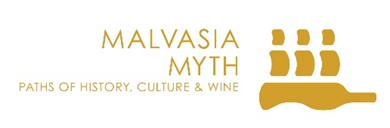 MALVASIA
MYTH
PATHS OF HISTORY, CULTURE & WINE